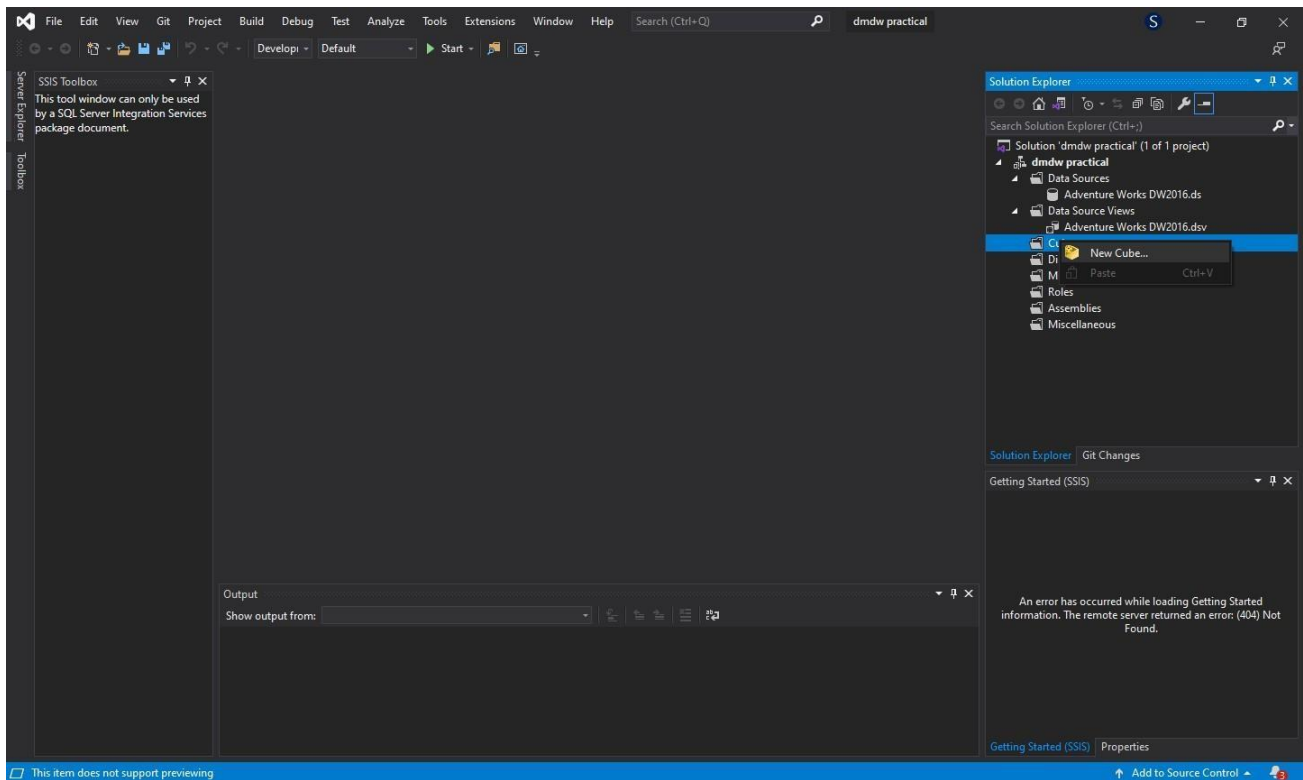 File Edit View Git Project Build Debug Test Analyze Tools Extensions Window Help Search (Ctrl+Q) dmdw practical S
Developi Default Start
Server Explorer
Toolbox
SSIS Toolbox
This tool window can only be used
by a SQL Server Integration Services
package document.
Solution Explorer
Search Solution Explorer (Ctrl+;)
Solution 'dmdw practical' (1 of 1 project)
dmdw practical
Data Sources
Adventure Works DW2016.ds
Data Source Views
Adventure Works DW2016.dsv
New Cube...
Di
M
Paste Ctrl+V
Roles
Assemblies
Miscellaneous
Solution Explorer Git Changes
Getting Started (SSIS)
An error has occurred while loading Getting Started
information. The remote server returned an error: (404) Not
Found.
Getting Started (SSIS) Properties
Output
Show output from:
This item does not support previewing
Add to Source Control
3